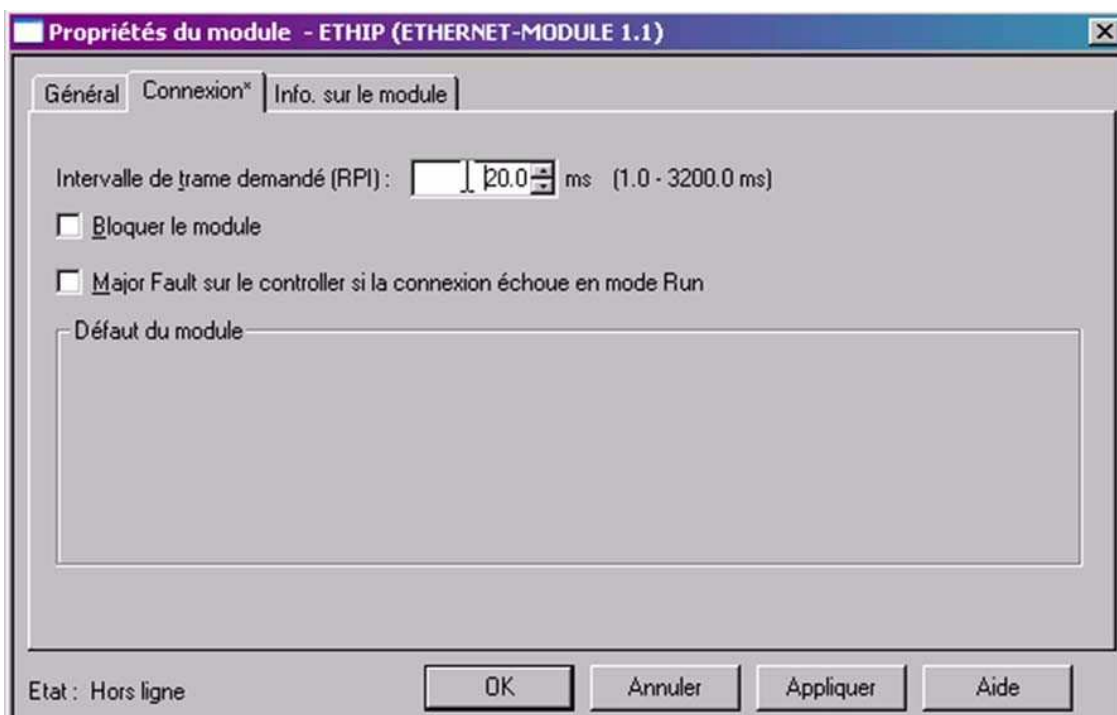 Propriétés du module - ETHIP (ETHERNET-MODULE 1.1)
Général Connexion* Info. sur le module
Intervalle de trame demandé (RPI) : 20.0 ms (1.0 - 3200.0 ms)
Bloquer le module
Major Fault sur le controller si la connexion échoue en mode Run
Défaut du module
Etat : Hors ligne OK Annuler Appliquer Aide